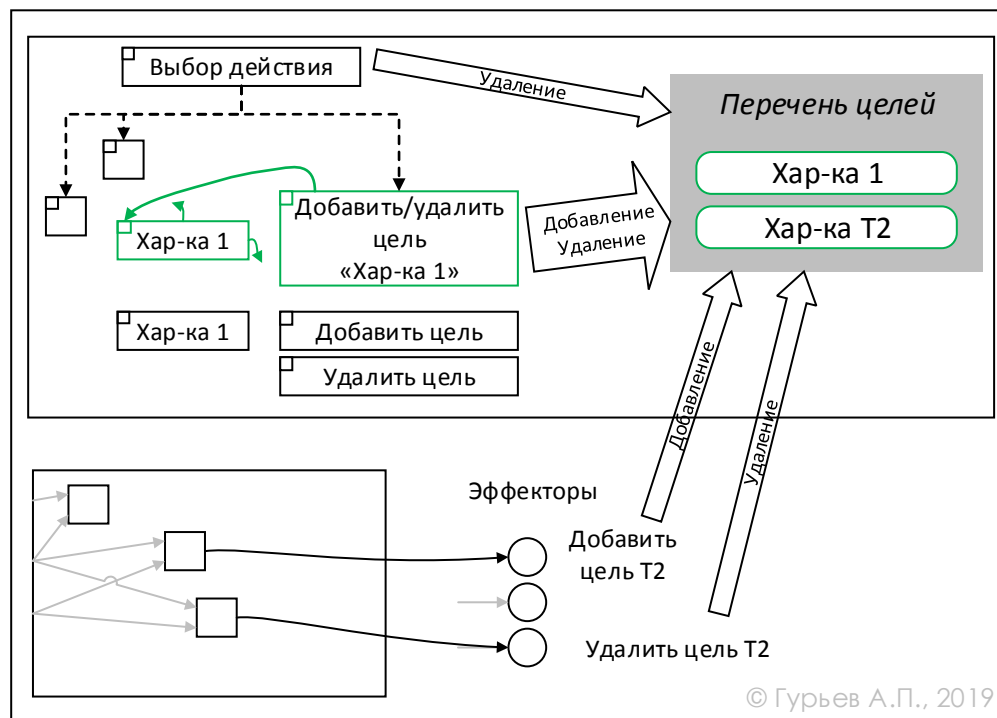 Выбор действия
Удаление
Перечень целей
Хар-ка 1
Хар-ка Т2
Добавить/удалить
цель
«Хар-ка 1»
Хар-ка 1
Добавление
Удаление
Хар-ка 1
Добавить цель
Удалить цель
Добавление
Удаление
Эффекторы
Добавить
цель Т2
Удалить цель Т2
© Гурьев А.П., 2019